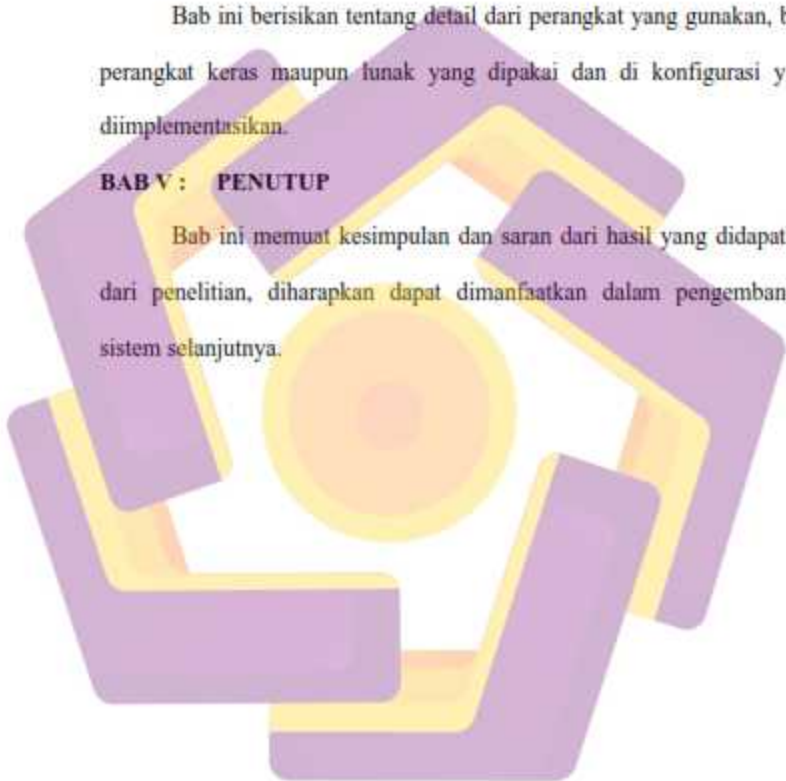 Bab ini berisikan tentang detail dari perangkat yang gunakan, b
perangkat keras maupun lunak yang dipakai dan di konfigurasi y
diimplementasikan.
BAB V : PENUTUP
Bab ini memuat kesimpulan dan saran dari hasil yang didapat
dari penelitian, diharapkan dapat dimanfaatkan dalam pengemban
sistem selanjutnya.